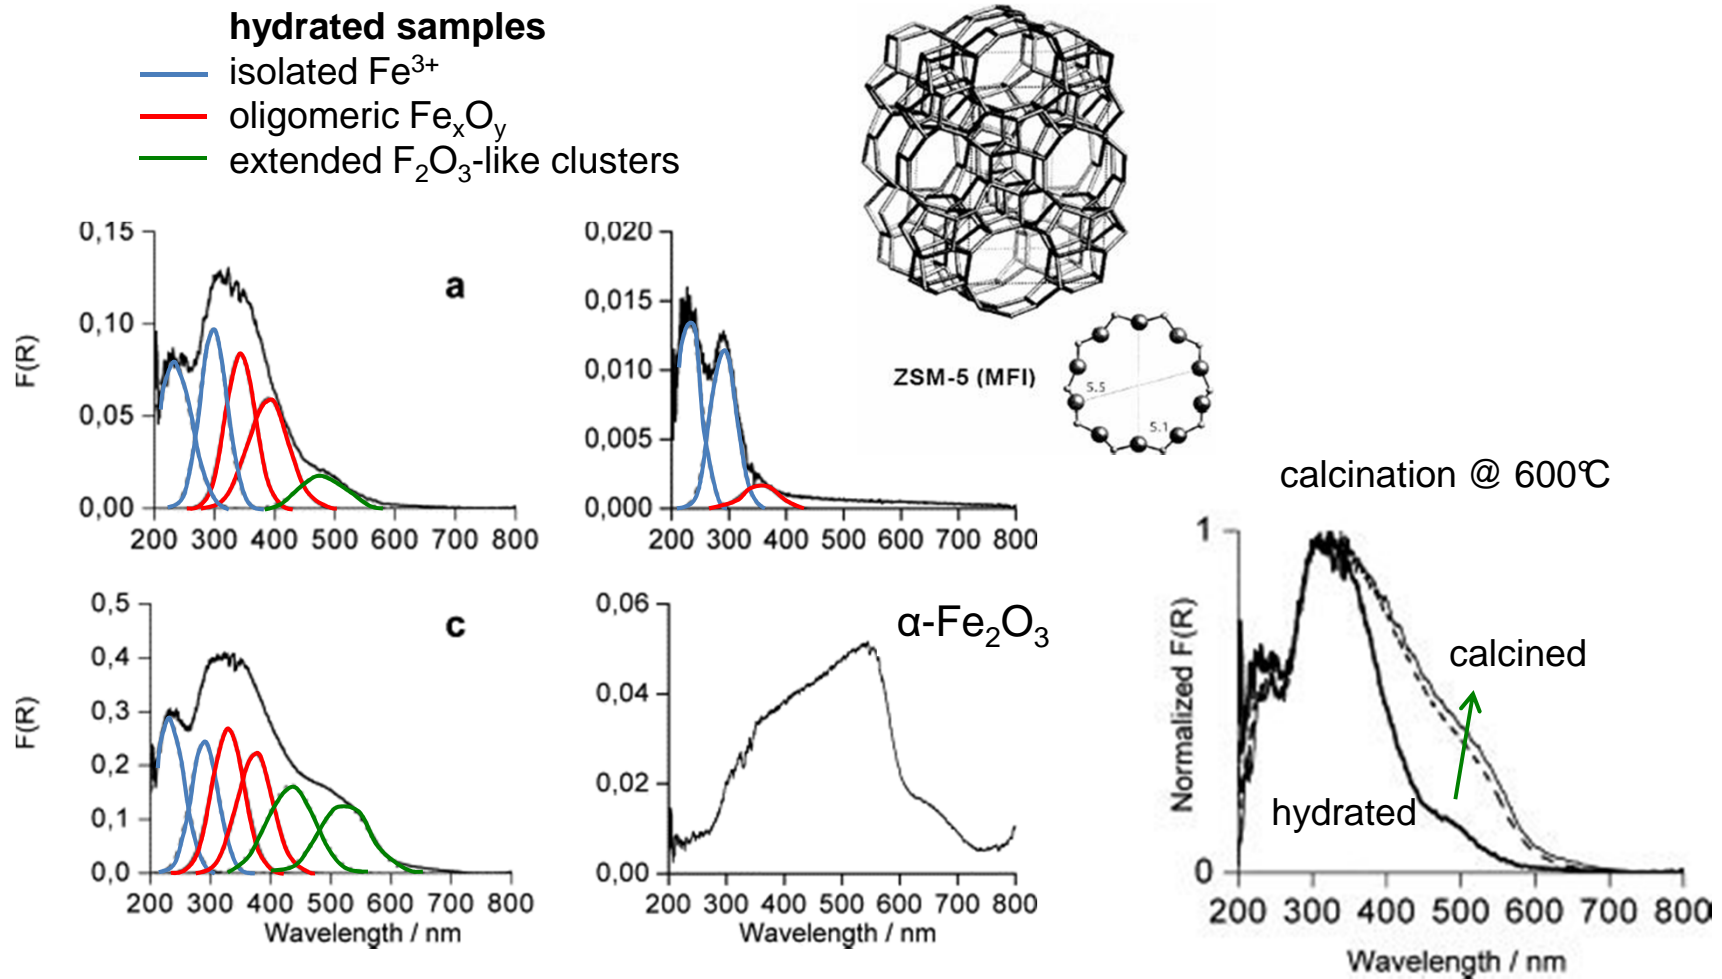 hydrated samples
isolated Fe³⁺
oligomeric FeₓOᵧ
extended F₂O₃-like clusters
0,15
0,10
0,05
0,00
F(R)
a
200 300 400 500 600 700 800
0,020
0,015
0,010
0,005
0,000
200 300 400 500 600 700 800
ZSM-5 (MFI)
5.5
5.1
0,5
0,4
0,3
0,2
0,1
0,0
F(R)
c
200 300 400 500 600 700 800
Wavelength / nm
0,06
0,04
0,02
0,00
α-Fe₂O₃
200 300 400 500 600 700 800
Wavelength / nm
calcination @ 600℃
1
0
Normalized F(R)
calcined
hydrated
200 300 400 500 600 700 800
Wavelength / nm